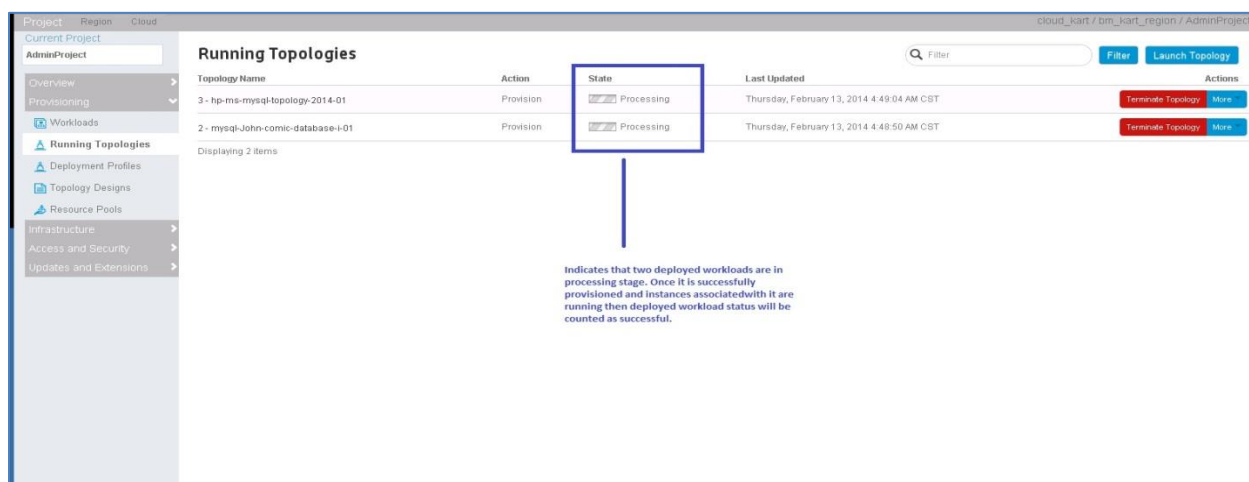 Project Region Cloud
cloud_kart / bm_kart_region / AdminProject
Current Project
AdminProject
Overview
Provisioning
Workloads
Running Topologies
Deployment Profiles
Topology Designs
Resource Pools
Infrastructure
Access and Security
Updates and Extensions
Running Topologies
Filter
Filter
Launch Topology
Topology Name Action State Last Updated Actions
3 - hp-ms-mysql-topology-2014-01 Provision Processing Thursday, February 13, 2014 4:49:04 AM CST Terminate Topology More
2 - mysql-John-comic-database-i-01 Provision Processing Thursday, February 13, 2014 4:48:50 AM CST Terminate Topology More
Displaying 2 items
Indicates that two deployed workloads are in
processing stage. Once it is successfully
provisioned and instances associatedwith it are
running then deployed workload status will be
counted as successful.